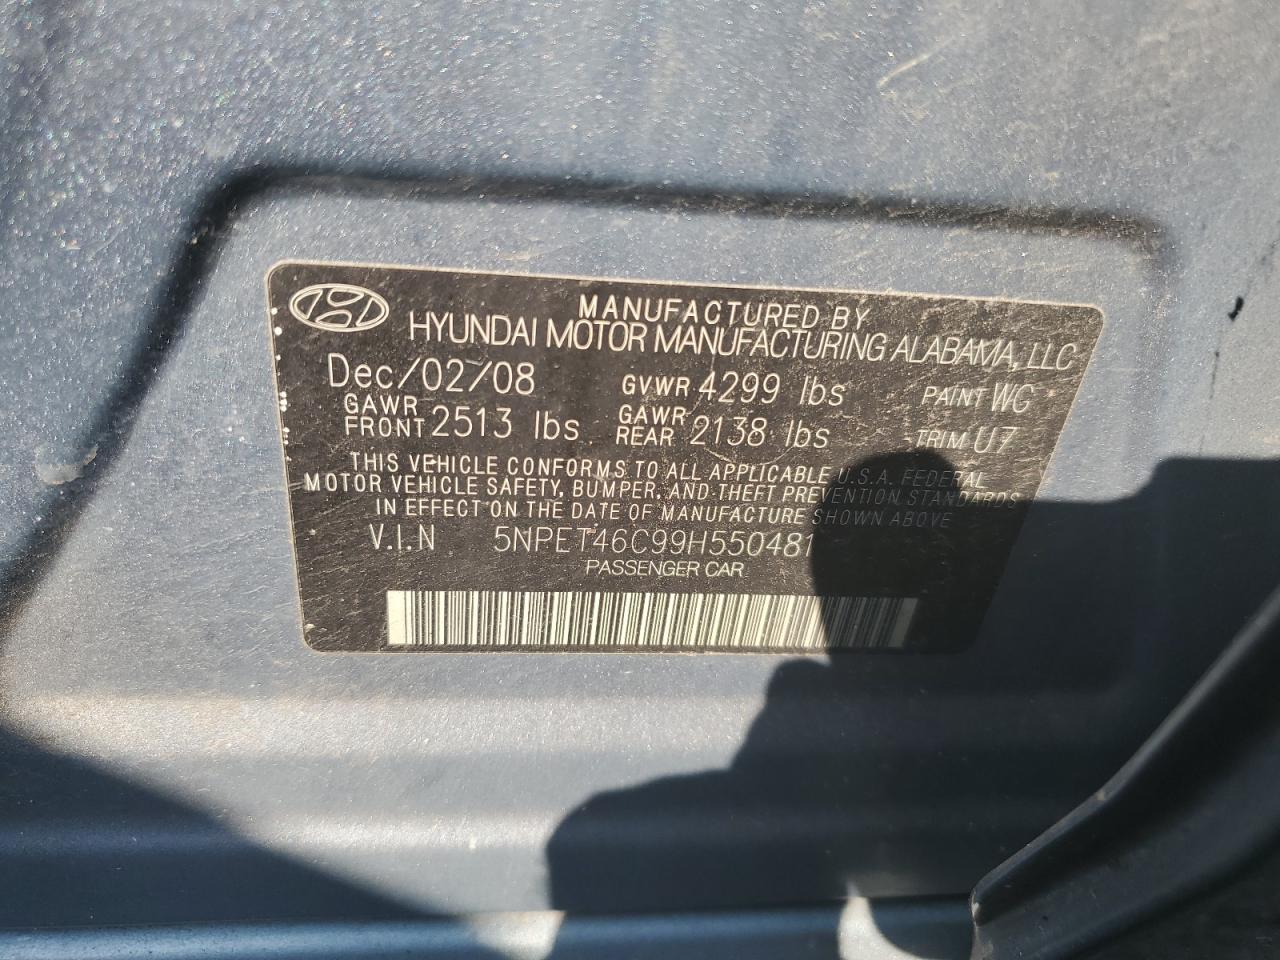 MANUFACTURED BY
HYUNDAI MOTOR MANUFACTURING ALABAMA, LLC
Dec/02/08 GVWR 4299 lbs PAINT WG
GAWR FRONT 2513 lbs GAWR REAR 2138 lbs TRIM U7
THIS VEHICLE CONFORMS TO ALL APPLICABLE U.S.A. FEDERAL
MOTOR VEHICLE SAFETY, BUMPER, AND THEFT PREVENTION STANDARDS
IN EFFECT ON THE DATE OF MANUFACTURE SHOWN ABOVE
V.I.N 5NPET46C99H550481
PASSENGER CAR